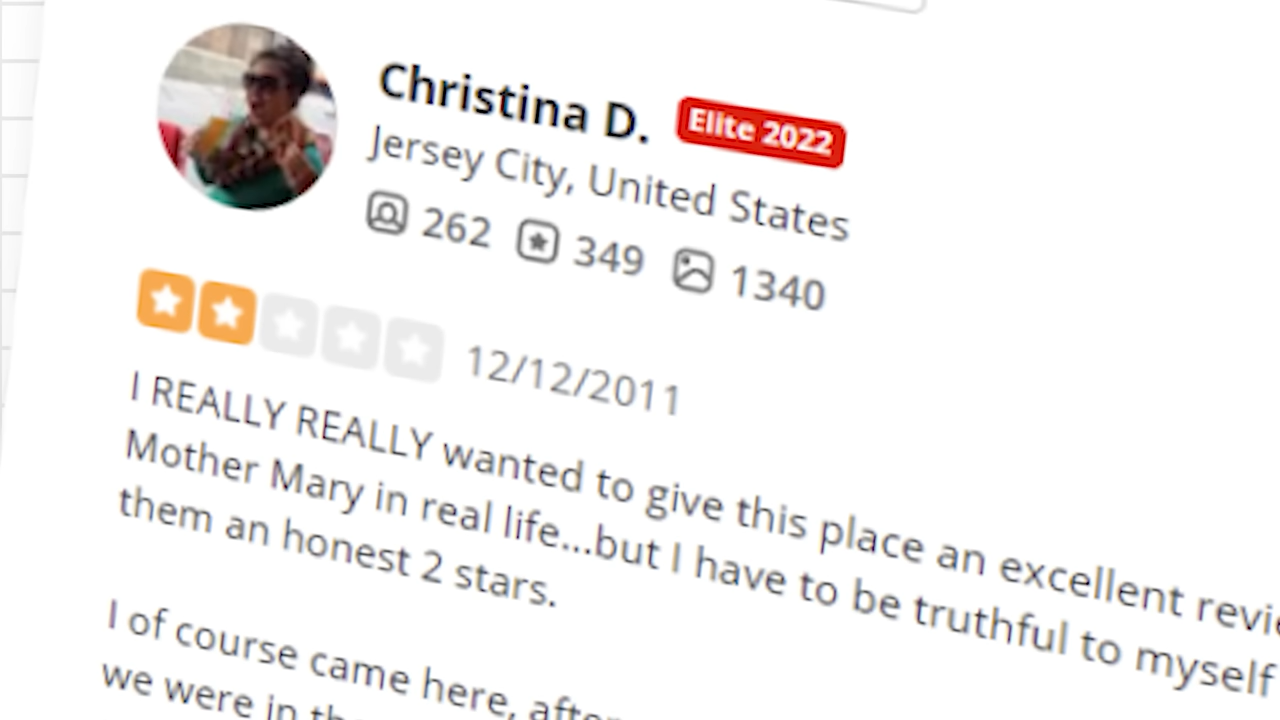 Christina D. Elite 2022
Jersey City, United States
262 349 1340
12/12/2011
I REALLY REALLY wanted to give this place an excellent
Mother Mary in real life...but I have to be truthful to myself
them an honest 2 stars.
I of course came here,
we were in